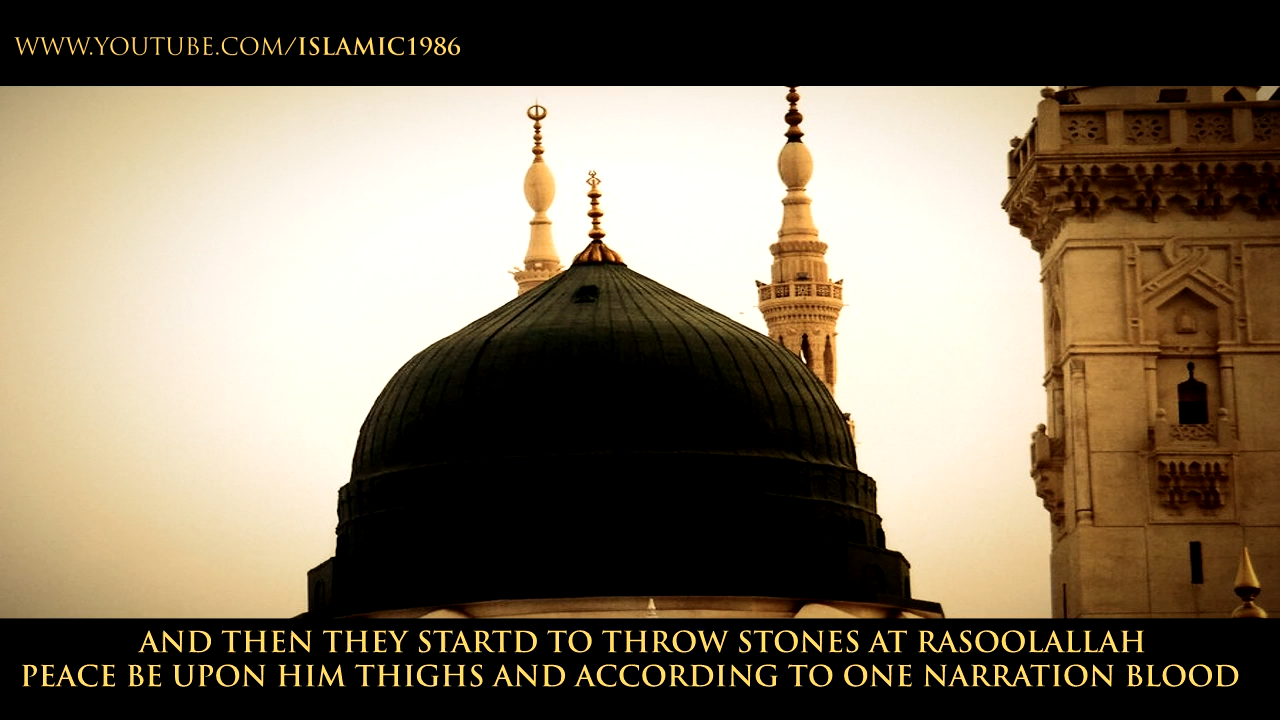 WWW.YOUTUBE.COM/ISLAMIC1986
AND THEN THEY STARTD TO THROW STONES AT RASOOLALLAH
PEACE BE UPON HIM THIGHS AND ACCORDING TO ONE NARRATION BLOOD